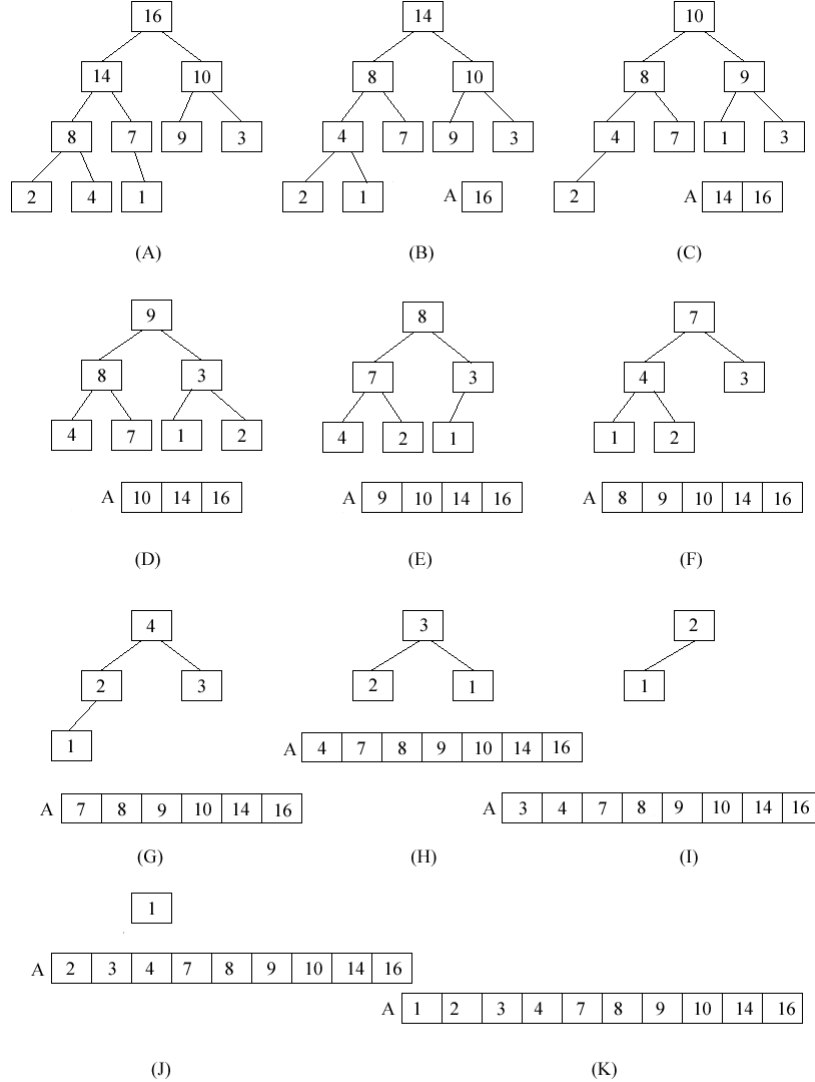 16 14 10
14 10 8 10 8 9
8 7 9 3 4 7 9 3 4 7 1 3
2 4 1 2 1 A 16 2 A 14 16
(A) (B) (C)
9 8 7
8 3 7 3 4 3
4 7 1 2 4 2 1 1 2
A 10 14 16 A 9 10 14 16 A 8 9 10 14 16
(D) (E) (F)
4 3 2
2 3 2 1 1
1 A 4 7 8 9 10 14 16
A 7 8 9 10 14 16 A 3 4 7 8 9 10 14 16
(G) (H) (I)
1
A 2 3 4 7 8 9 10 14 16
A 1 2 3 4 7 8 9 10 14 16
(J) (K)